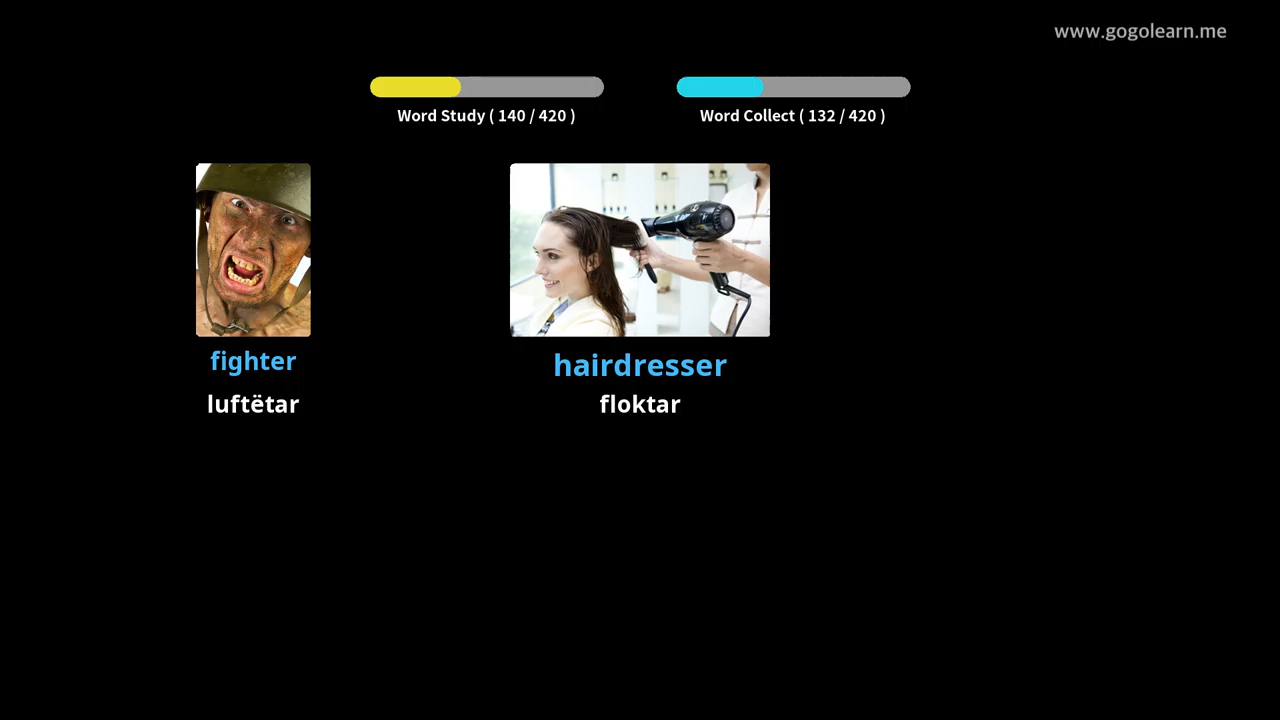 www.gogolearn.me
Word Study ( 140 / 420 )
Word Collect ( 132 / 420 )
fighter
luftëtar
hairdresser
floktar